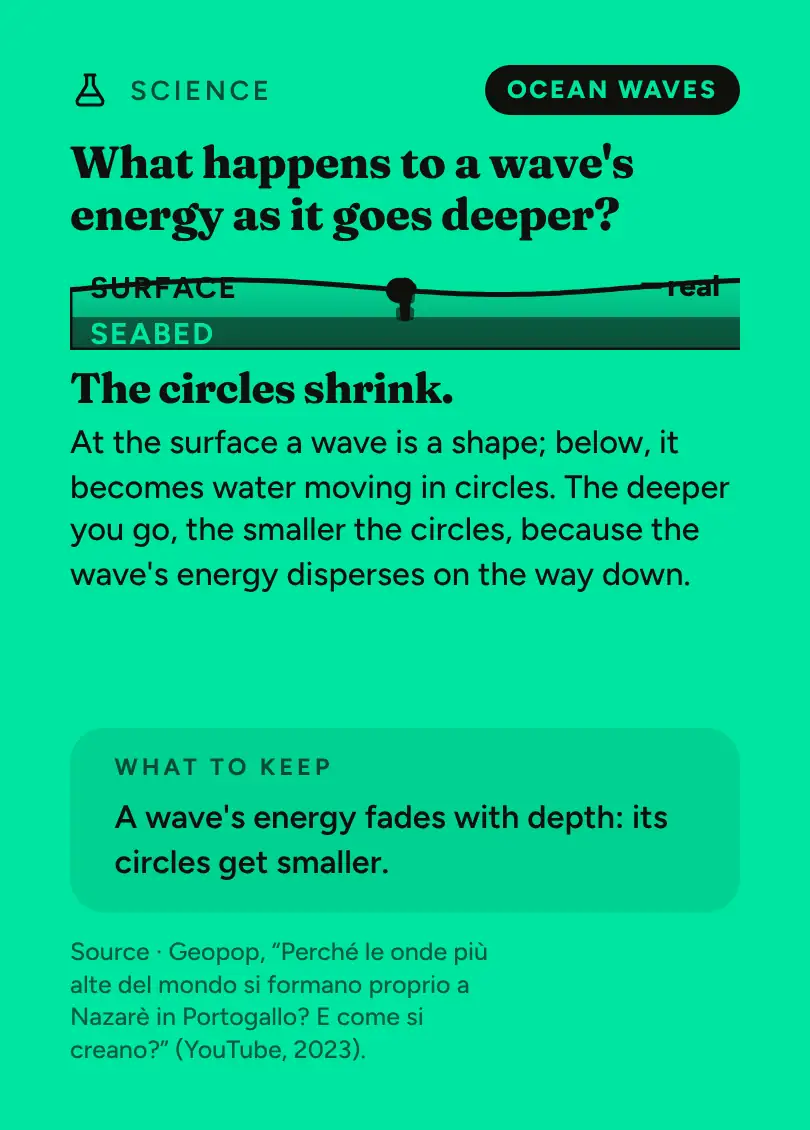 SCIENCE
OCEAN WAVES
What happens to a wave's
energy as it goes deeper?
SURFACE
real
SEABED
The circles shrink.
At the surface a wave is a shape; below, it
becomes water moving in circles. The deeper
you go, the smaller the circles, because the
wave's energy disperses on the way down.
WHAT TO KEEP
A wave's energy fades with depth: its
circles get smaller.
Source · Geopop, “Perché le onde più
alte del mondo si formano proprio a
Nazarè in Portogallo? E come si
creano?” (YouTube, 2023).